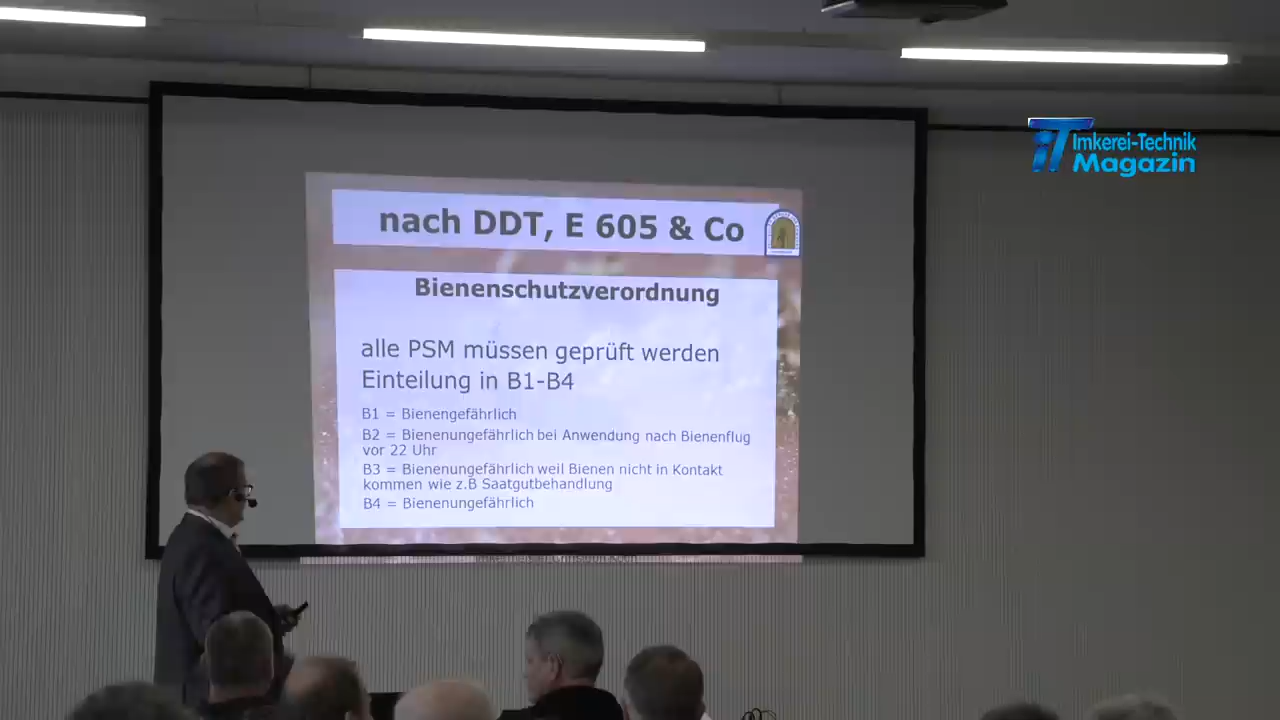 iT Imkerei-Technik
Magazin
nach DDT, E 605 & Co
Bienenschutzverordnung
alle PSM müssen geprüft werden
Einteilung in B1-B4
B1 = Bienengefährlich
B2 = Bienenungefährlich bei Anwendung nach Bienenflug
vor 22 Uhr
B3 = Bienenungefährlich weil Bienen nicht in Kontakt
kommen wie z.B Saatgutbehandlung
B4 = Bienenungefährlich